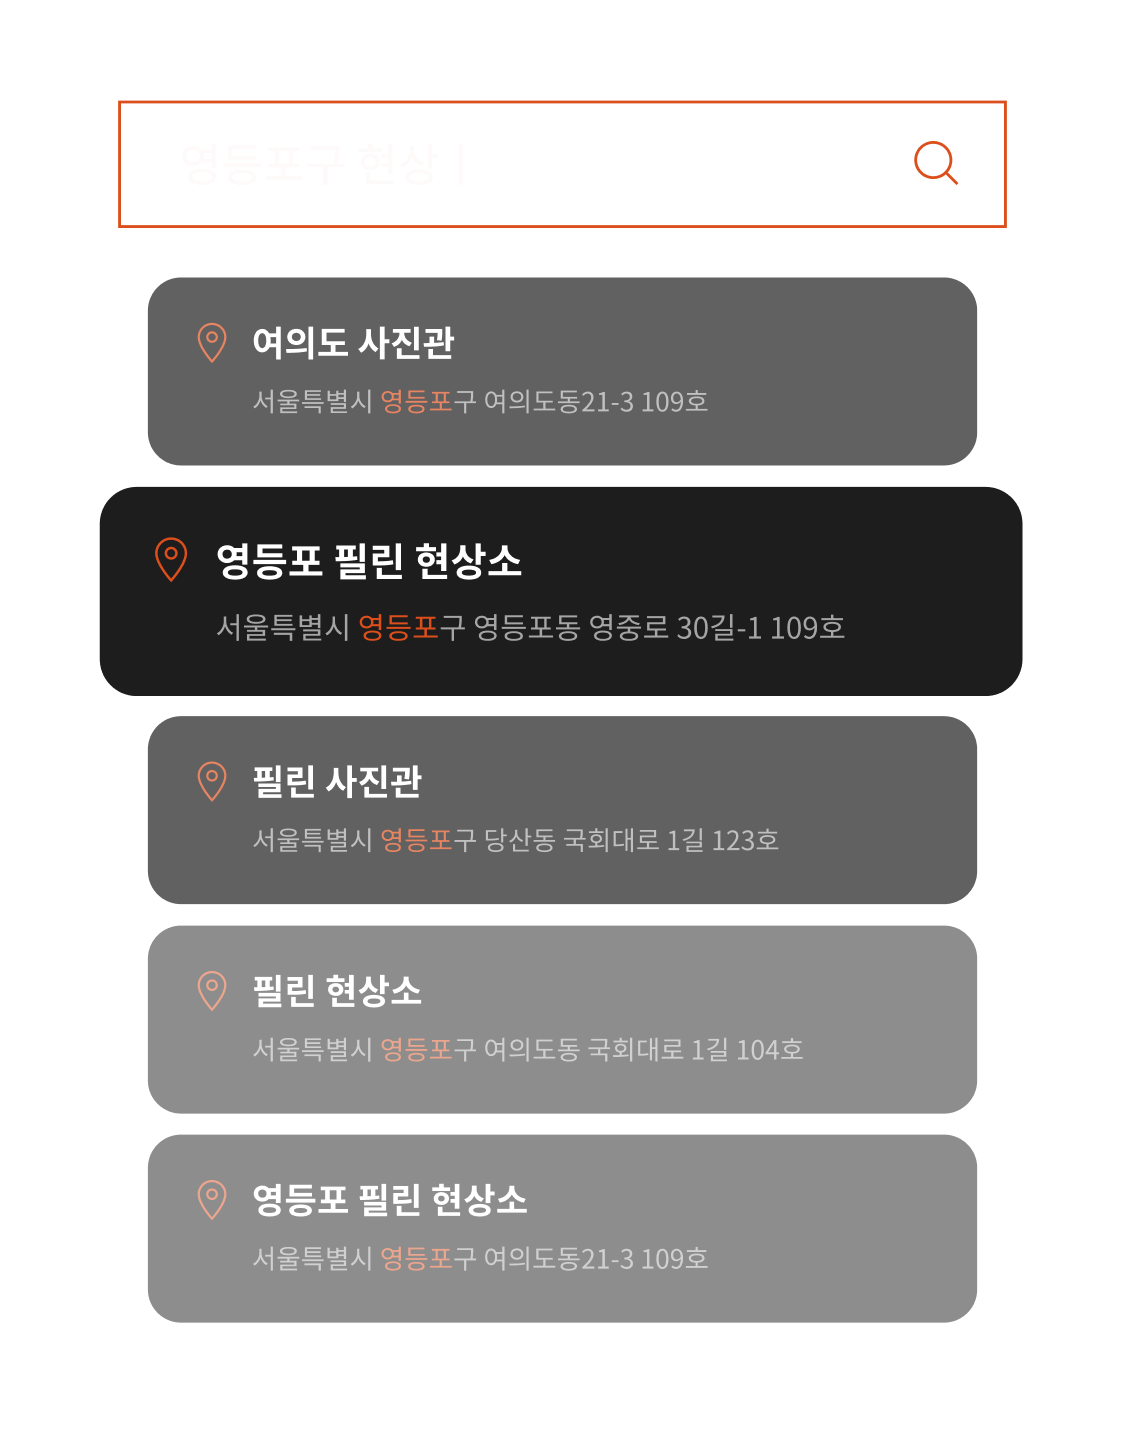 영등포구 현상
여의도 사진관
서울특별시 영등포구 여의도동21-3 109호
영등포 필린 현상소
서울특별시 영등포구 영등포동 영중로 30길-1 109호
필린 사진관
서울특별시 영등포구 당산동 국회대로 1길 123호
필린 현상소
서울특별시 영등포구 여의도동 국회대로 1길 104호
영등포 필린 현상소
서울특별시 영등포구 여의도동21-3 109호